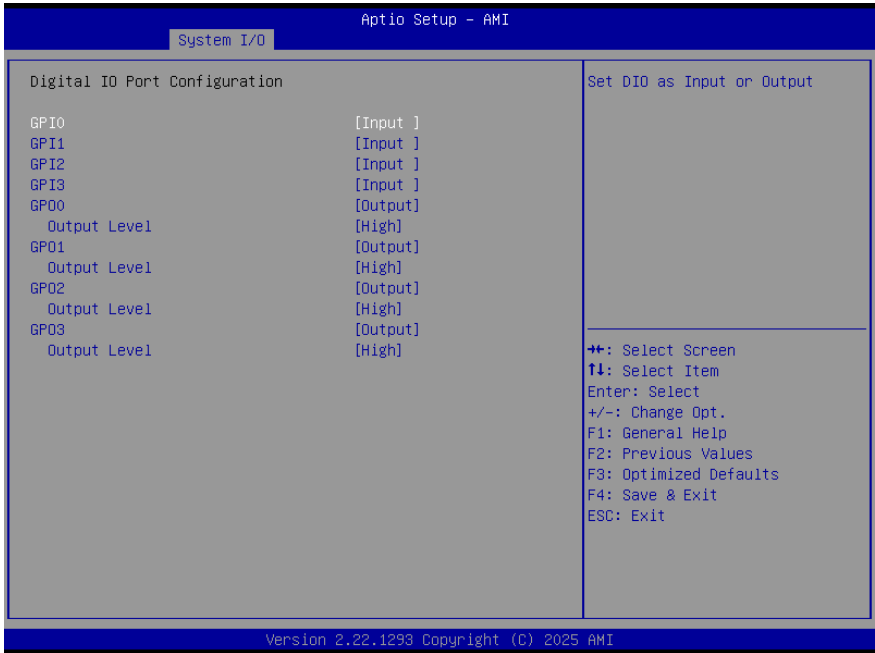 Aptio Setup - AMI
System I/O
Digital IO Port Configuration
GPI0 [Input ]
GPI1 [Input ]
GPI2 [Input ]
GPI3 [Input ]
GPO0 [Output]
Output Level [High]
GPO1 [Output]
Output Level [High]
GPO2 [Output]
Output Level [High]
GPO3 [Output]
Output Level [High]
Set DIO as Input or Output
→←: Select Screen
↑↓: Select Item
Enter: Select
+/-: Change Opt.
F1: General Help
F2: Previous Values
F3: Optimized Defaults
F4: Save & Exit
ESC: Exit
Version 2.22.1293 Copyright (C) 2025 AMI